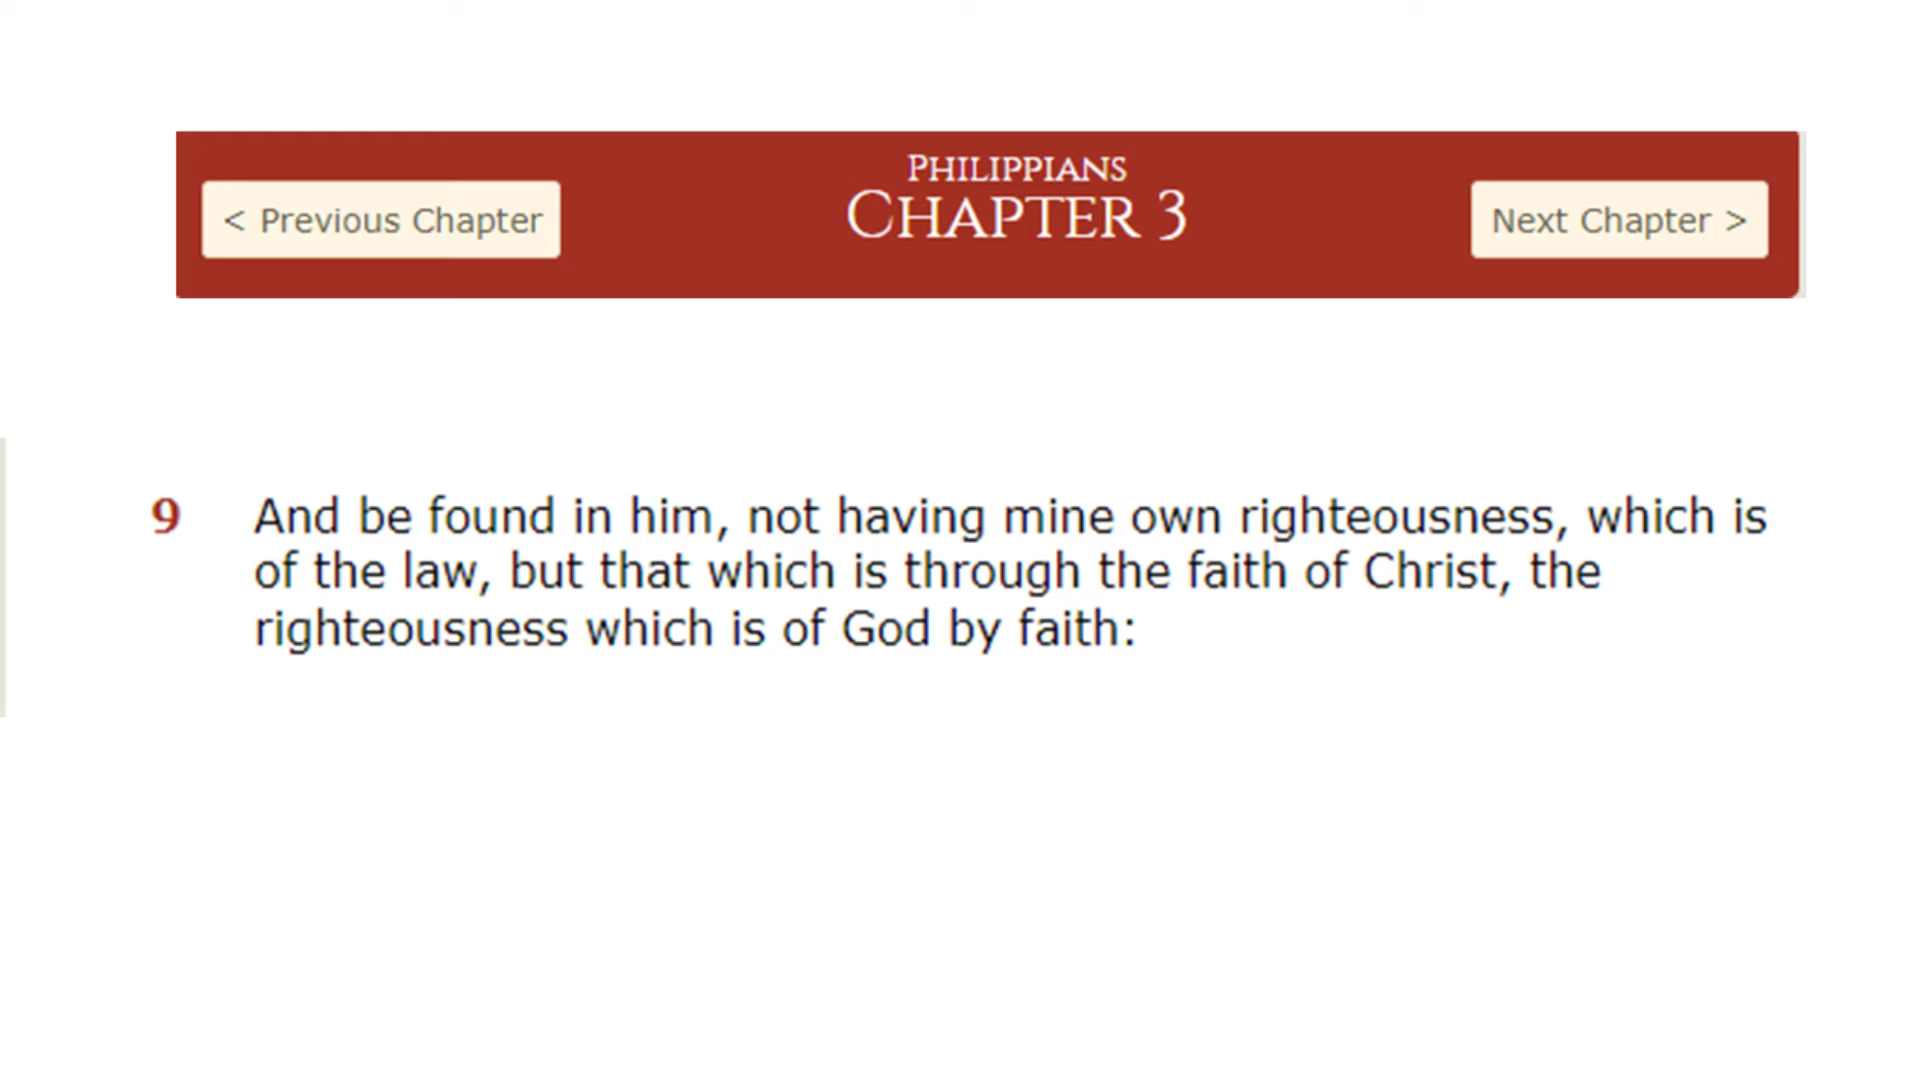 PHILIPPIANS
< Previous Chapter
CHAPTER 3
Next Chapter >
9 And be found in him, not having mine own righteousness, which is
of the law, but that which is through the faith of Christ, the
righteousness which is of God by faith: